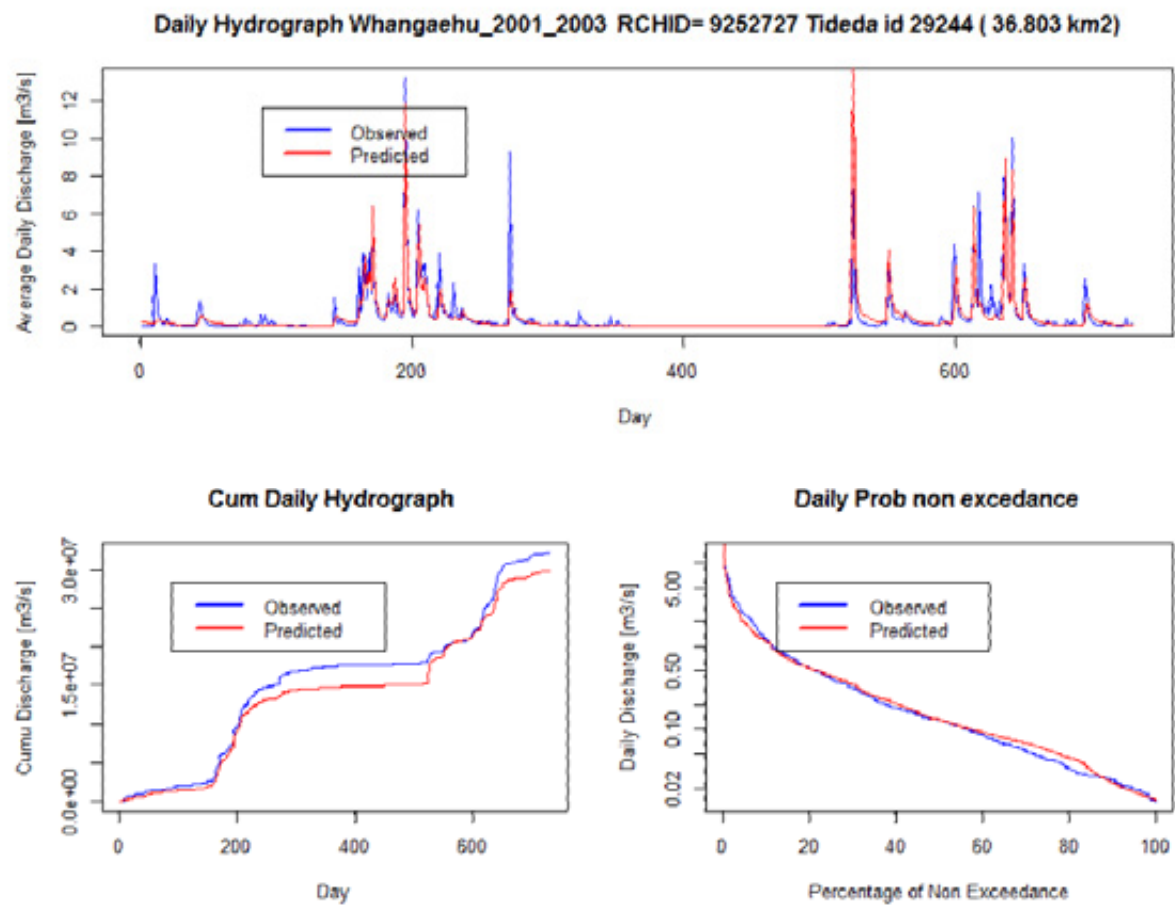 Daily Hydrograph Whangaehu_2001_2003 RCHID= 9252727 Tideda id 29244 ( 36.803 km2)
Average Daily Discharge [m3/s]
12
10
8
6
4
2
0
Observed
Predicted
0 200 400 600
Day
Cum Daily Hydrograph
Cumu Discharge [m3/s]
3.0e+07
1.5e+07
0.0e+00
Observed
Predicted
0 200 400 600
Day
Daily Prob non excedance
Daily Discharge [m3/s]
5.00
0.50
0.10
0.02
Observed
Predicted
0 20 40 60 80 100
Percentage of Non Exceedance